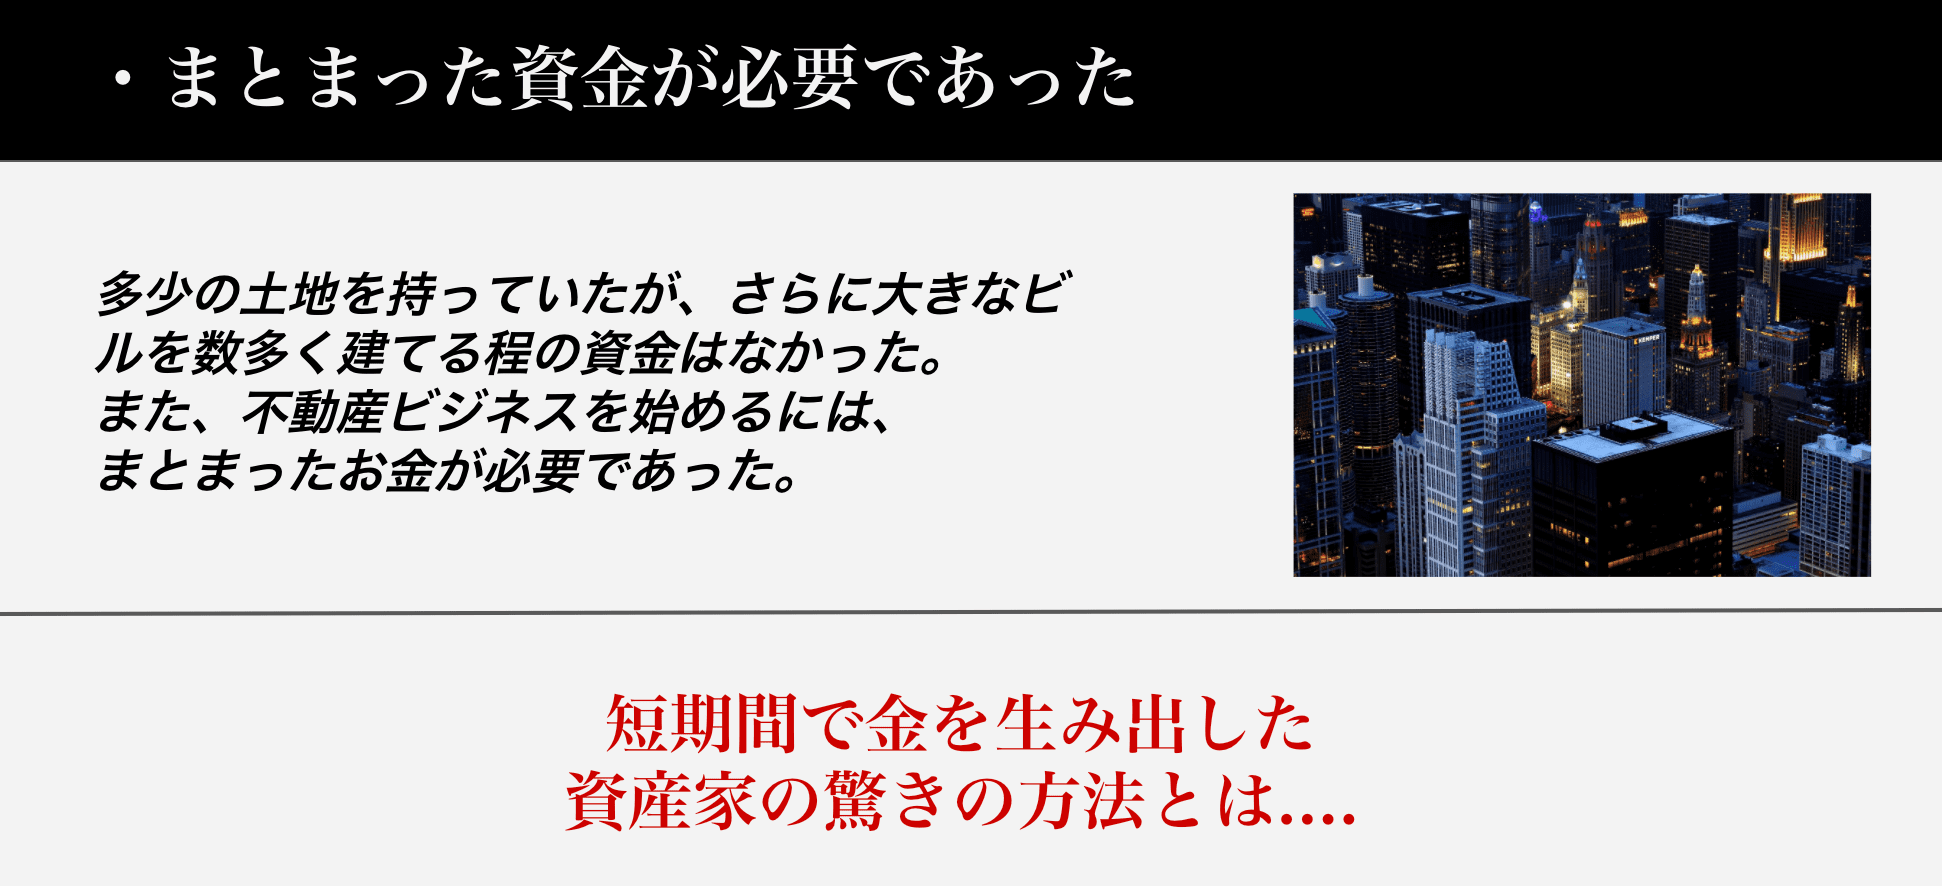 ・まとまった資金が必要であった
多少の土地を持っていたが、さらに大きなビ
ルを数多く建てる程の資金はなかった。
また、不動産ビジネスを始めるには、
まとまったお金が必要であった。
KEMPER
短期間で金を生み出した
資産家の驚きの方法とは....